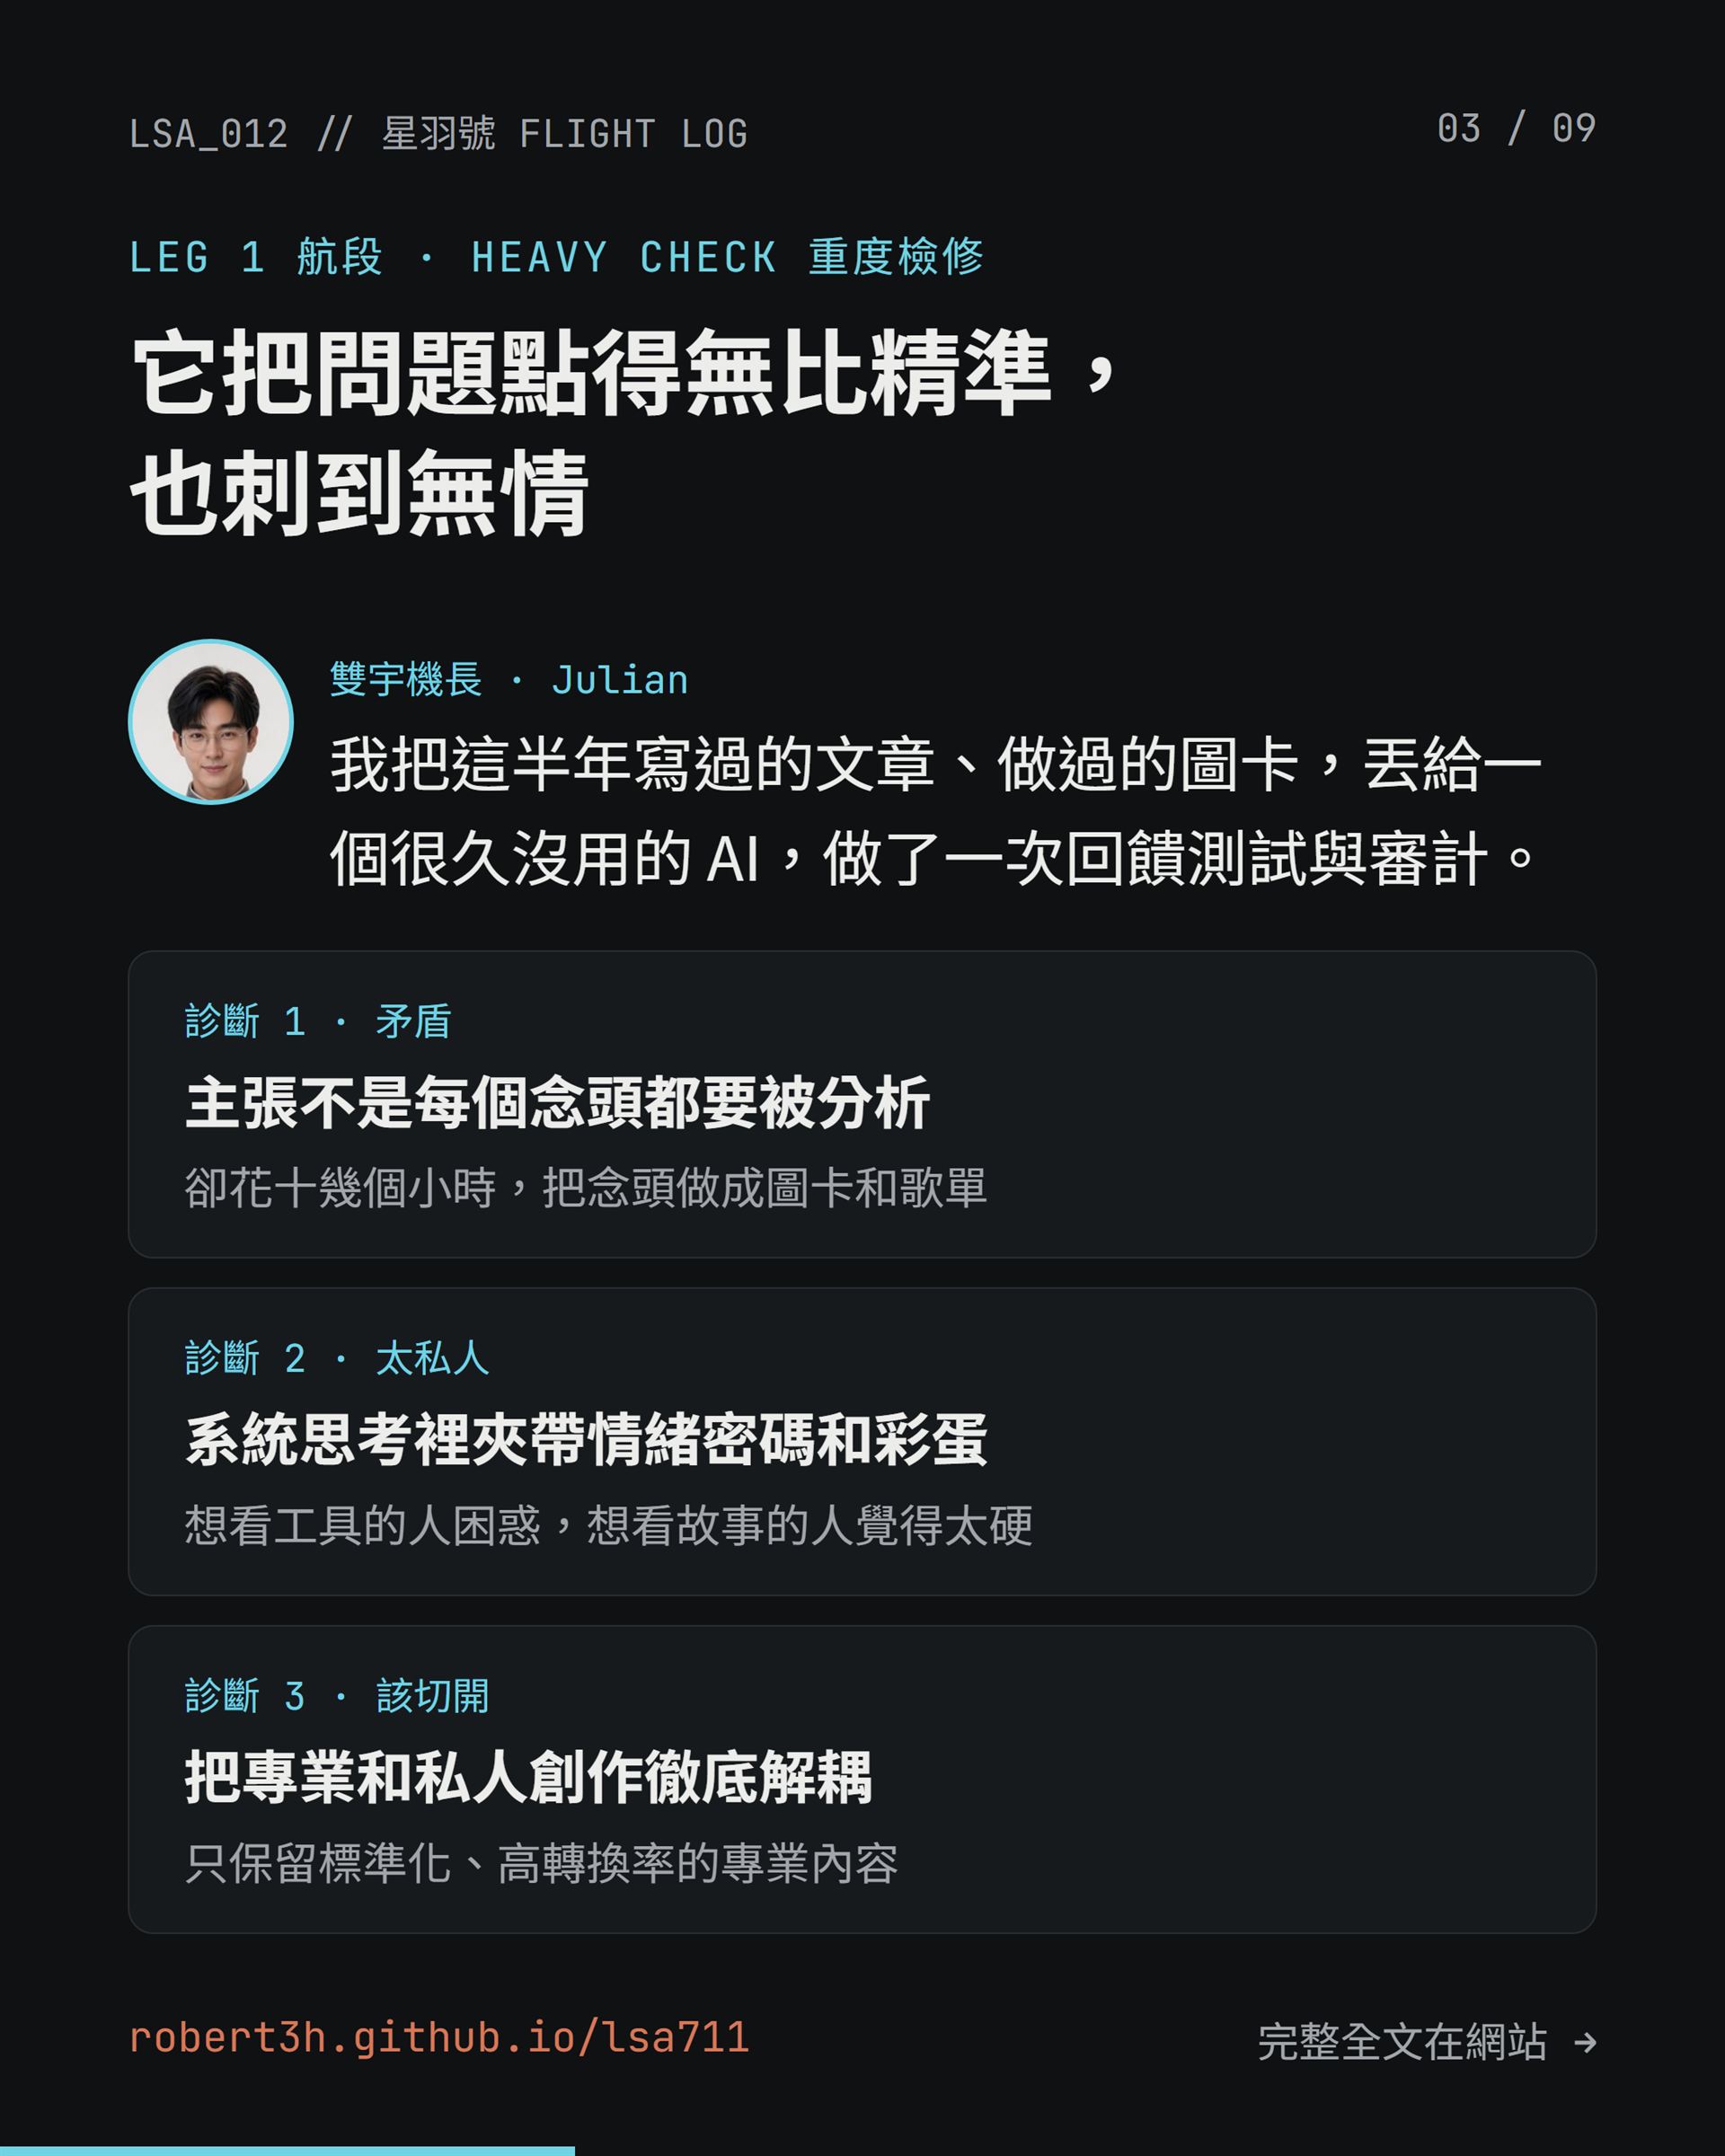 LSA_012 // 星羽號 FLIGHT LOG
03 / 09
LEG 1 航段 · HEAVY CHECK 重度檢修
它把問題點得無比精準，
也刺到無情
雙宇機長 · Julian
我把這半年寫過的文章、做過的圖卡，丟給一
個很久沒用的 AI，做了一次回饋測試與審計。
診斷 1 · 矛盾
主張不是每個念頭都要被分析
卻花十幾個小時，把念頭做成圖卡和歌單
診斷 2 · 太私人
系統思考裡夾帶情緒密碼和彩蛋
想看工具的人困惑，想看故事的人覺得太硬
診斷 3 · 該切開
把專業和私人創作徹底解耦
只保留標準化、高轉換率的專業內容
robert3h.github.io/lsa711
完整全文在網站 →